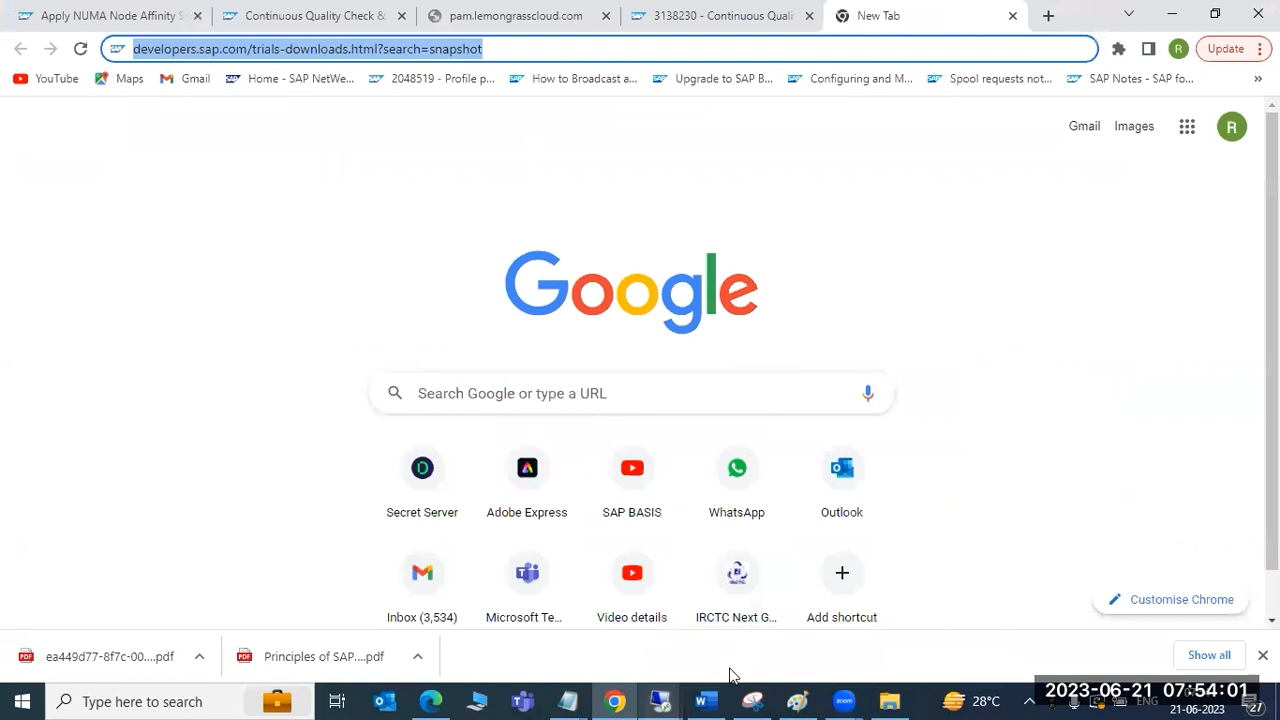 Apply NUMA Node Affinity S
Continuous Quality Check &
pam.lemongrasscloud.com
3138230 - Continuous Quali
New Tab
developers.sap.com/trials-downloads.html?search=snapshot
R
Update
YouTube
Maps
Gmail
Home - SAP NetWe...
2048519 - Profile p...
How to Broadcast a...
Upgrade to SAP B...
Configuring and M...
Spool requests not...
SAP Notes - SAP fo...
»
Gmail
Images
R
Google
Search Google or type a URL
Secret Server
Adobe Express
SAP BASIS
WhatsApp
Outlook
Inbox (3,534)
Microsoft Te...
Video details
IRCTC Next G...
Add shortcut
Customise Chrome
ea449d77-8f7c-00....pdf
Principles of SAP....pdf
Show all
Type here to search
zoom
28°C
ENG
2023-06-21 07:54:01
21-06-2023
27